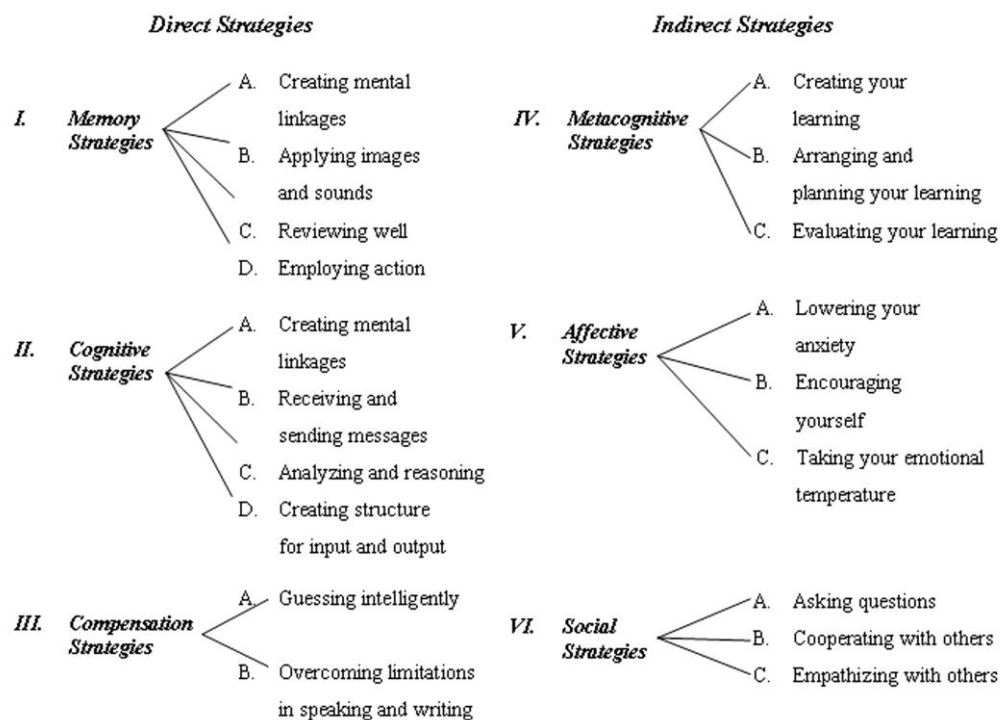 Direct Strategies
I. Memory
Strategies
A. Creating mental
linkages
B. Applying images
and sounds
C. Reviewing well
D. Employing action
II. Cognitive
Strategies
A. Creating mental
linkages
B. Receiving and
sending messages
C. Analyzing and reasoning
D. Creating structure
for input and output
III. Compensation
Strategies
A. Guessing intelligently
B. Overcoming limitations
in speaking and writing
Indirect Strategies
IV. Metacognitive
Strategies
A. Creating your
learning
B. Arranging and
planning your learning
C. Evaluating your learning
V. Affective
Strategies
A. Lowering your
anxiety
B. Encouraging
yourself
C. Taking your emotional
temperature
VI. Social
Strategies
A. Asking questions
B. Cooperating with others
C. Empathizing with others